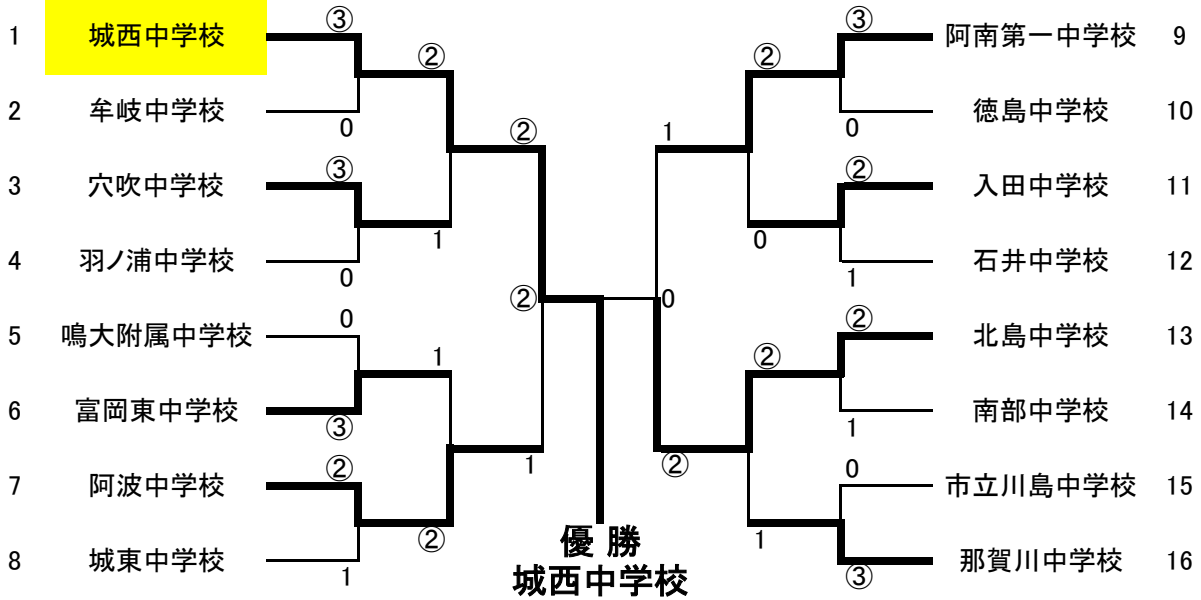 1 城西中学校 ③
② 
2 牟岐中学校 0
②
3 穴吹中学校 ③
1
4 羽ノ浦中学校 0
②
5 鳴大附属中学校 0
1
6 富岡東中学校 ③
1
7 阿波中学校 ②
②
8 城東中学校 1
③ 阿南第一中学校 9
②
0 徳島中学校 10
1
② 入田中学校 11
0
1 石井中学校 12
0
② 北島中学校 13
②
1 南部中学校 14
②
0 市立川島中学校 15
1
③ 那賀川中学校 16
優 勝
城西中学校